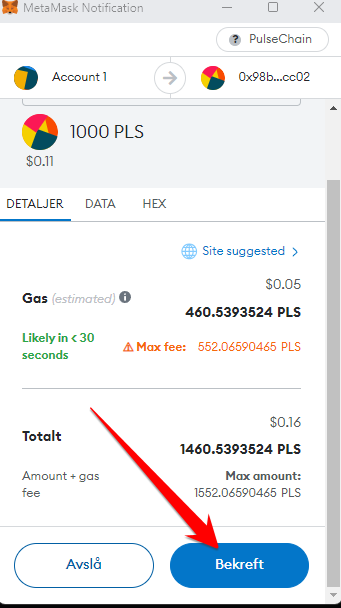 MetaMask Notification
PulseChain
Account 1
0x98b...cc02
1000 PLS
$0.11
DETALJER DATA HEX
Site suggested
$0.05
Gas (estimated)
460.5393524 PLS
Likely in < 30 seconds
Max fee: 552.06590465 PLS
$0.16
Totalt
1460.5393524 PLS
Amount + gas fee
Max amount:
1552.06590465 PLS
Avslå
Bekreft